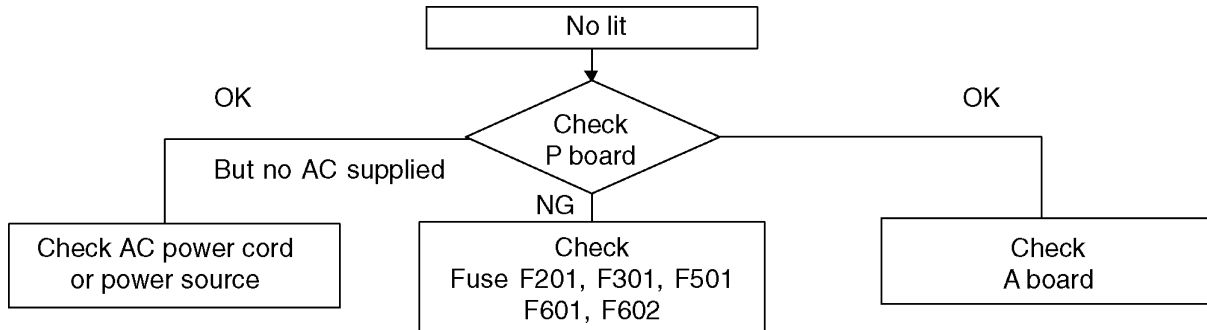 No lit
OK
OK
Check
P board
But no AC supplied
NG
Check AC power cord
or power source
Check
Fuse F201, F301, F501
F601, F602
Check
A board